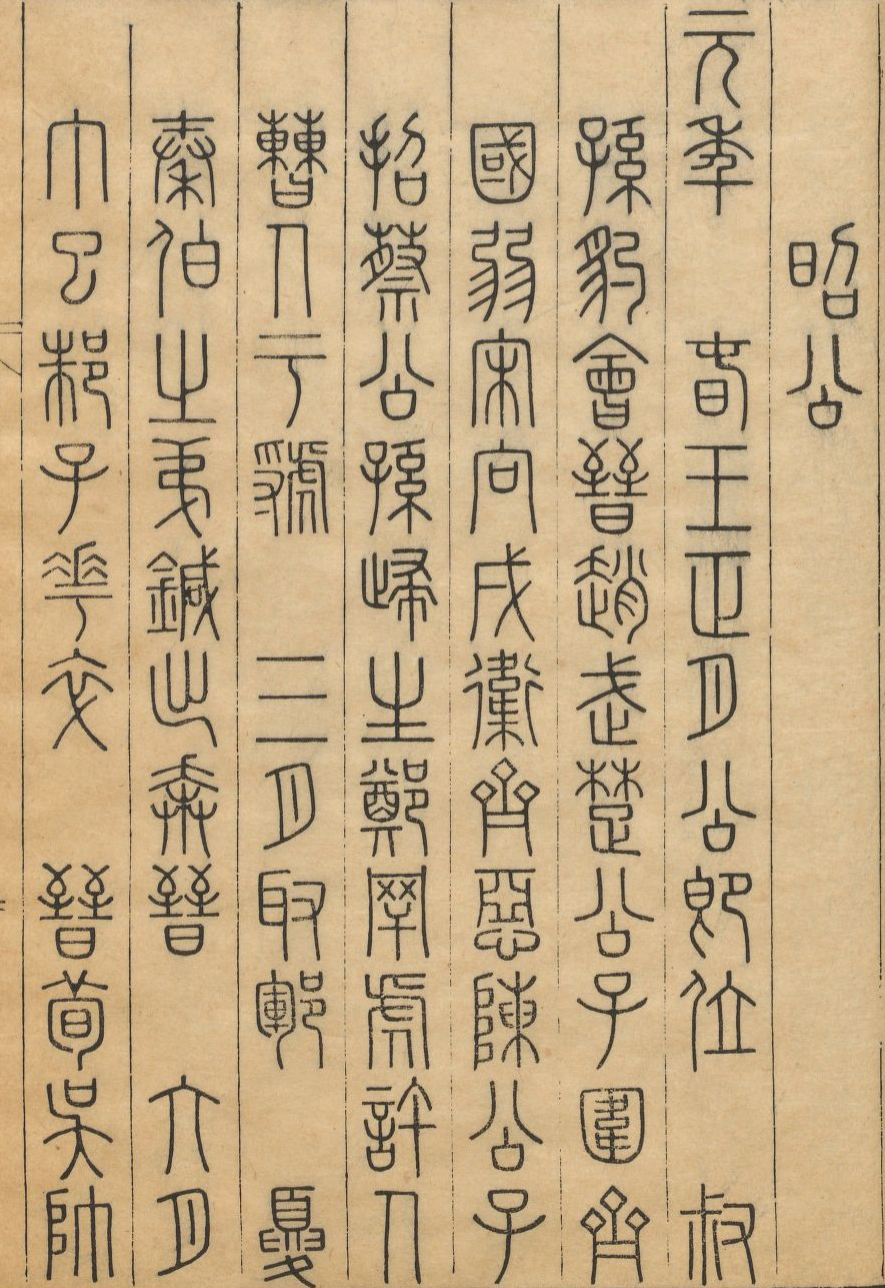 昭公
元年 春王正月公即位 叔
孫豹會晉趙武楚公子圍齊
國弱宋向戌衞齊惡陳公子
招蔡公孫歸生鄭罕虎許人
曹人于虢 三月取鄆 夏
秦伯之弟鍼出奔晉 六月
丁巳邾子華卒 晉荀吳帥